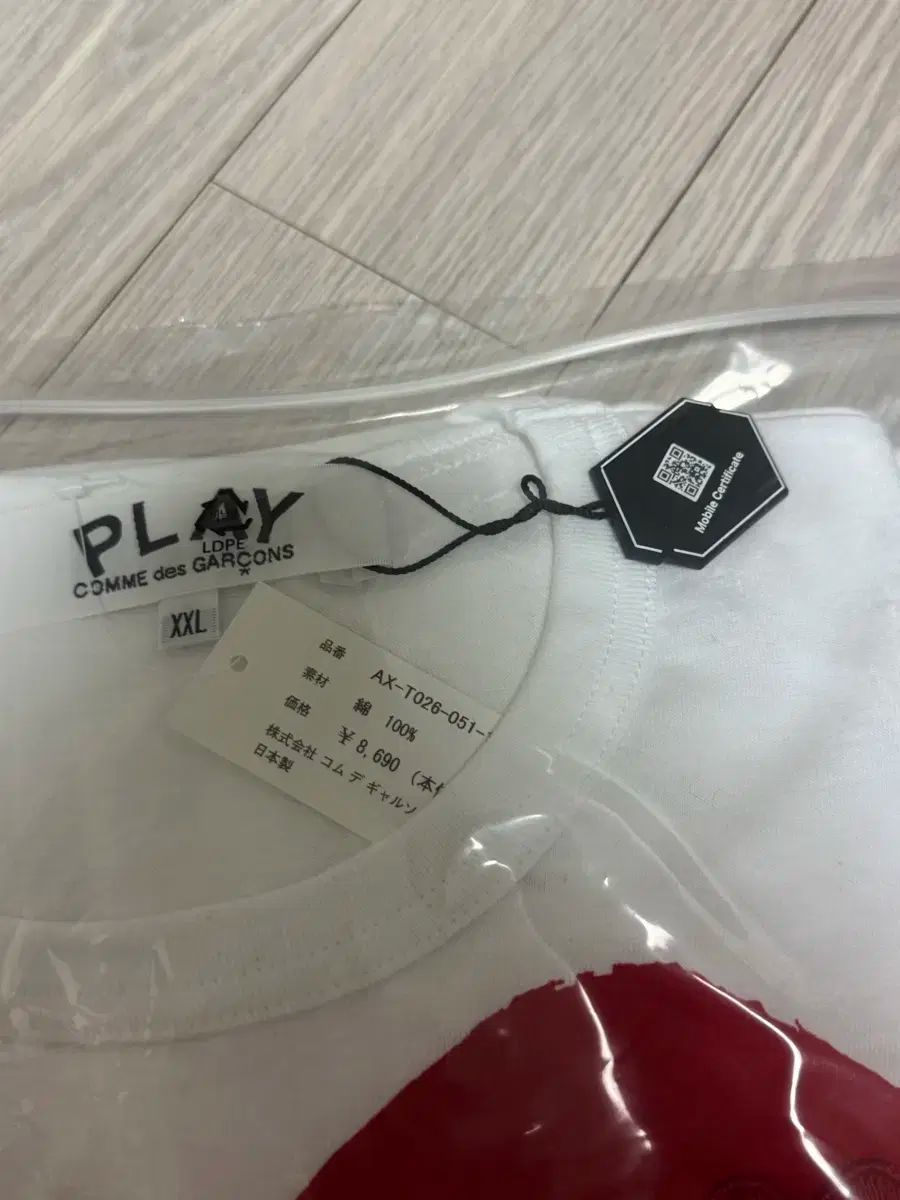 PLAY
LDPE
COMME des GARÇONS
XXL
Mobile Certificate
品番 AX-T026-051-
素材 綿 100%
価格 ¥8,690 (本
株式会社 コム デ ギャルソ
日本製